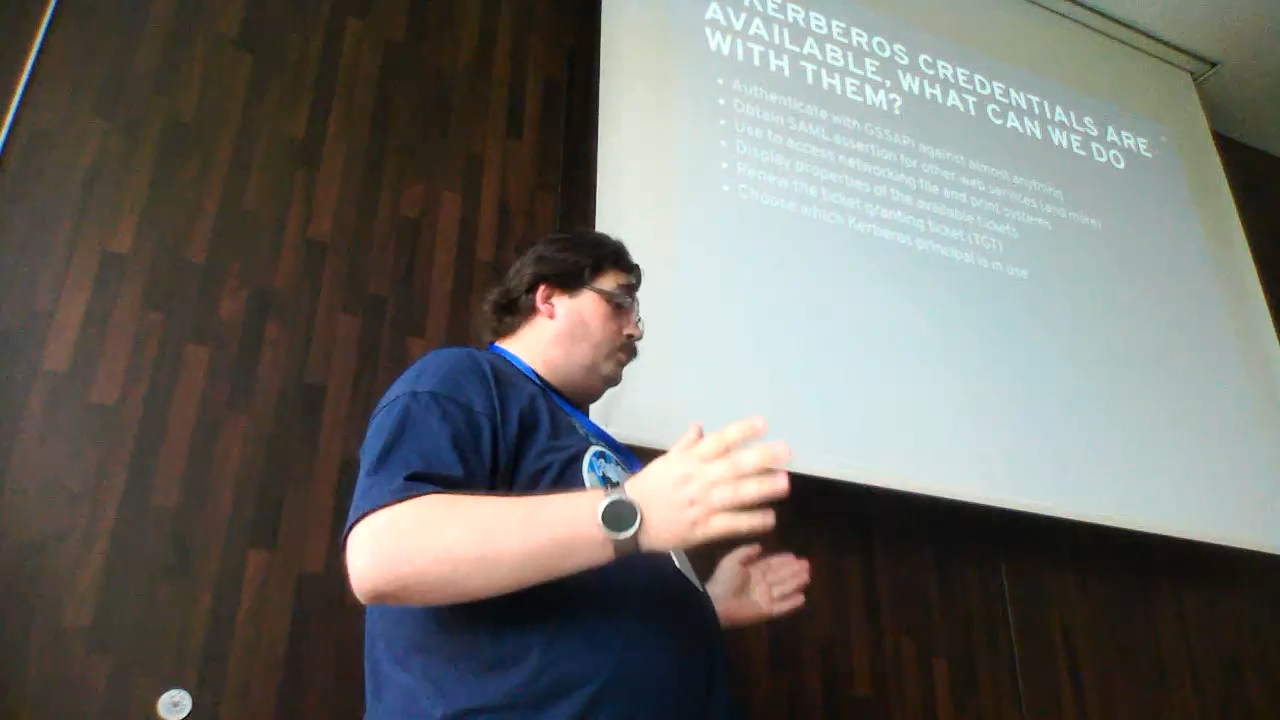 KERBEROS CREDENTIALS ARE
AVAILABLE, WHAT CAN WE DO
WITH THEM?
• Authenticate with GSSAPI against almost anything
• Obtain SAML assertion for other web services (and more)
• Use to access networking file and print systems
• Display properties of the available tickets
• Renew the ticket granting ticket (TGT)
• Choose which Kerberos principal is in use